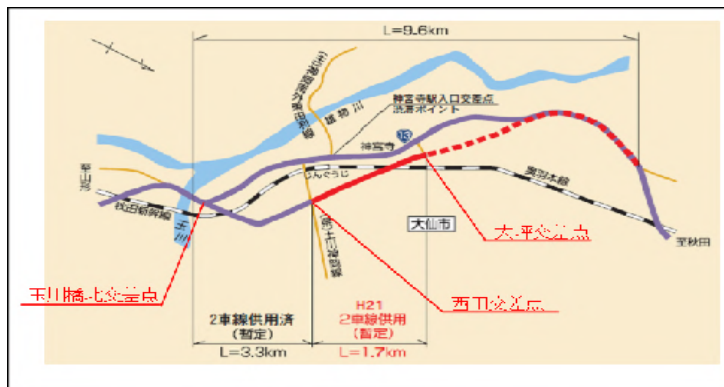 L=9.6km
雄物川
神宮寺駅入口交差点
渋滞ポイント
13
神宮寺
じんぐうじ
奥羽本線
秋田新幹線
玉川
大仙市
大坪交差点
至秋田
玉川橋北交差点
西田交差点
2車線供用済
(暫定)
L=3.3km
H21
2車線供用
(暫定)
L=1.7km